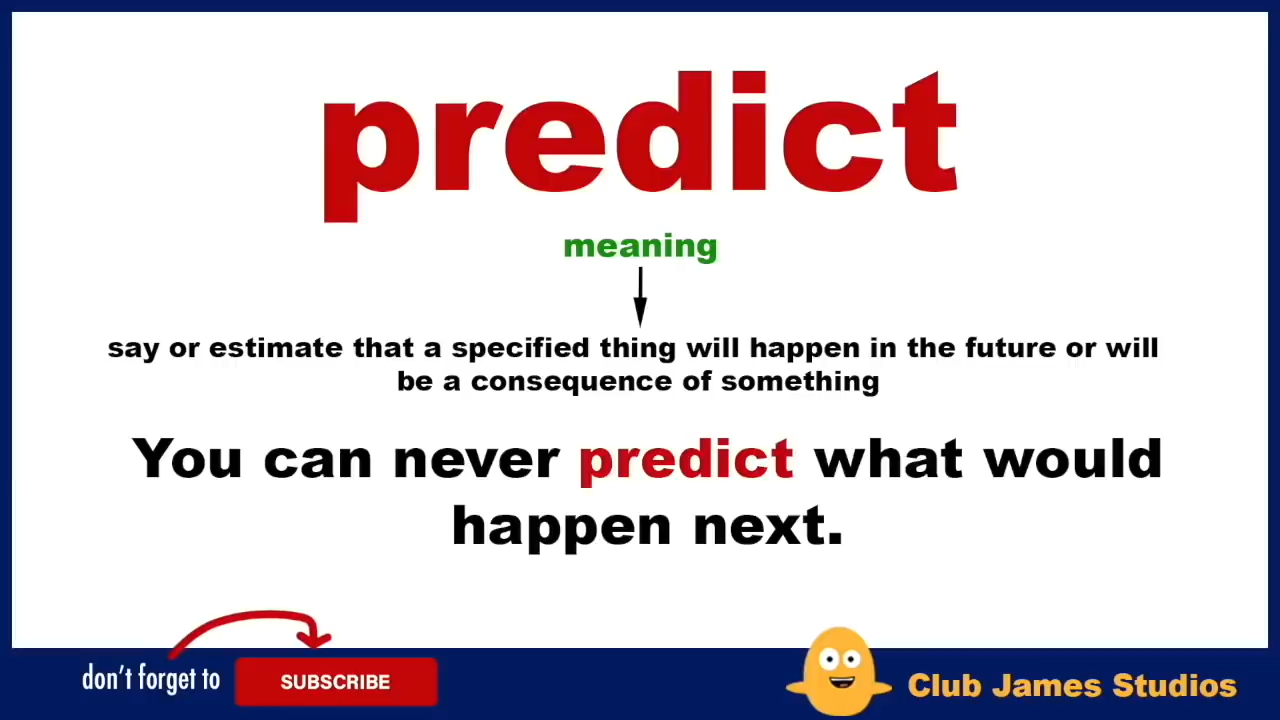 predict
meaning
say or estimate that a specified thing will happen in the future or will
be a consequence of something
You can never predict what would
happen next.
don't forget to
SUBSCRIBE
Club James Studios